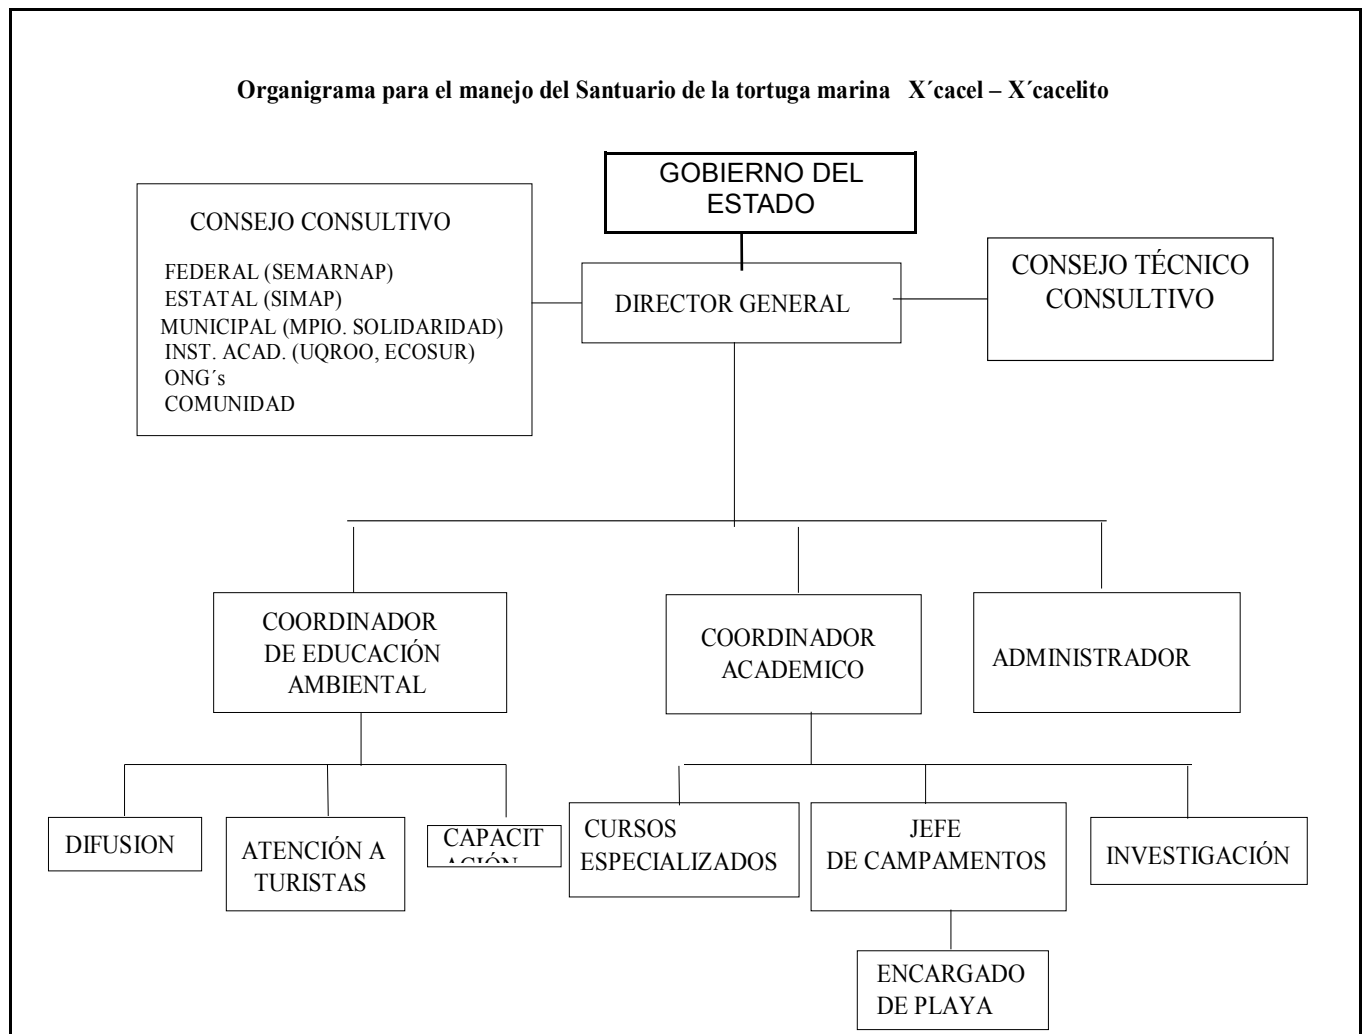 Organigrama para el manejo del Santuario de la tortuga marina X´cacel – X´cacelito
GOBIERNO DEL
ESTADO
CONSEJO CONSULTIVO
FEDERAL (SEMARNAP)
ESTATAL (SIMAP)
MUNICIPAL (MPIO. SOLIDARIDAD)
INST. ACAD. (UQROO, ECOSUR)
ONG´s
COMUNIDAD
DIRECTOR GENERAL
CONSEJO TÉCNICO
CONSULTIVO
COORDINADOR
DE EDUCACIÓN
AMBIENTAL
COORDINADOR
ACADEMICO
ADMINISTRADOR
DIFUSION
ATENCIÓN A
TURISTAS
CAPACIT
ACIÓN
CURSOS
ESPECIALIZADOS
JEFE
DE CAMPAMENTOS
INVESTIGACIÓN
ENCARGADO
DE PLAYA